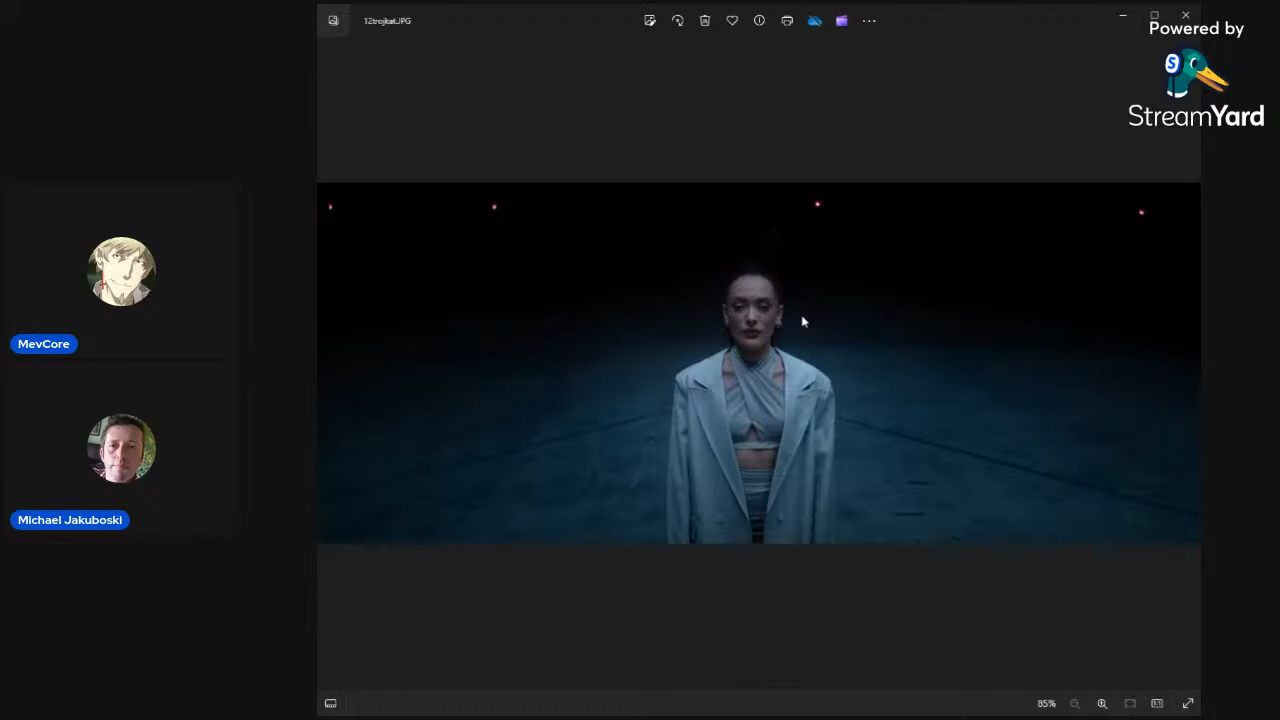 12trojkat.JPG
Powered by
StreamYard
MevCore
Michael Jakuboski
85%